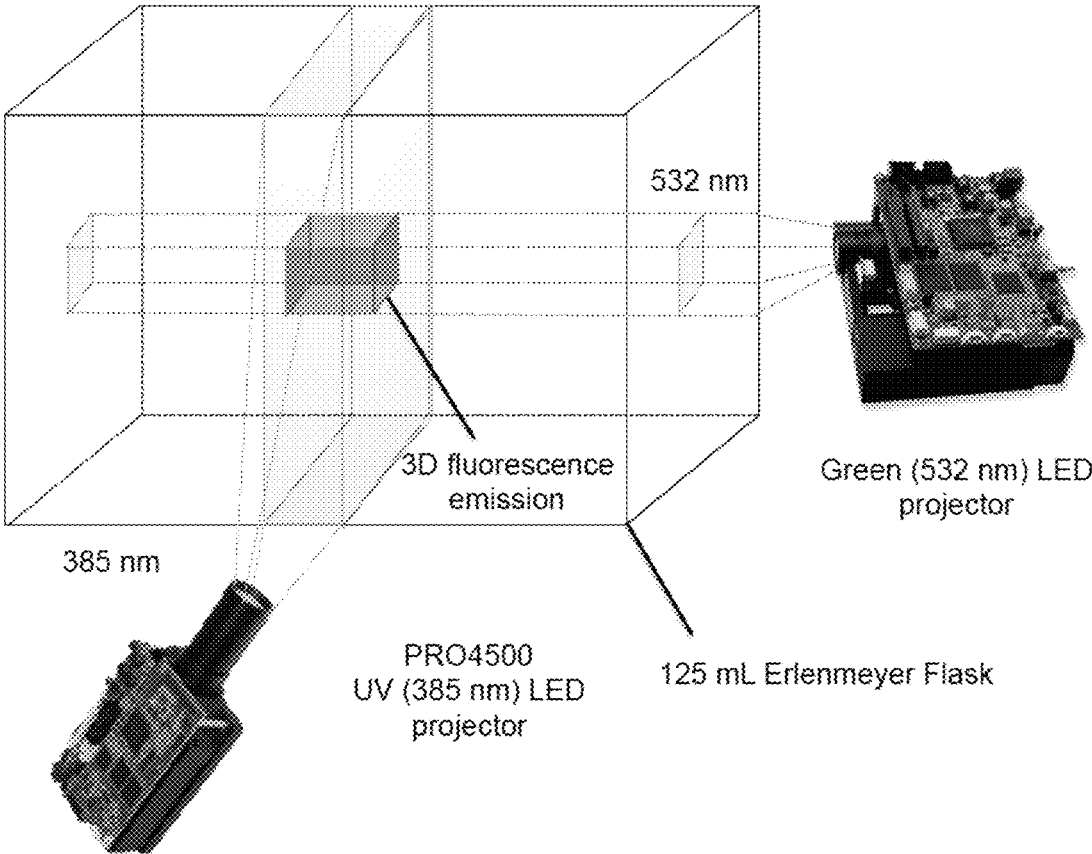 532 nm
3D fluorescence
emission
Green (532 nm) LED
projector
385 nm
PRO4500
UV (385 nm) LED
projector
125 mL Erlenmeyer Flask